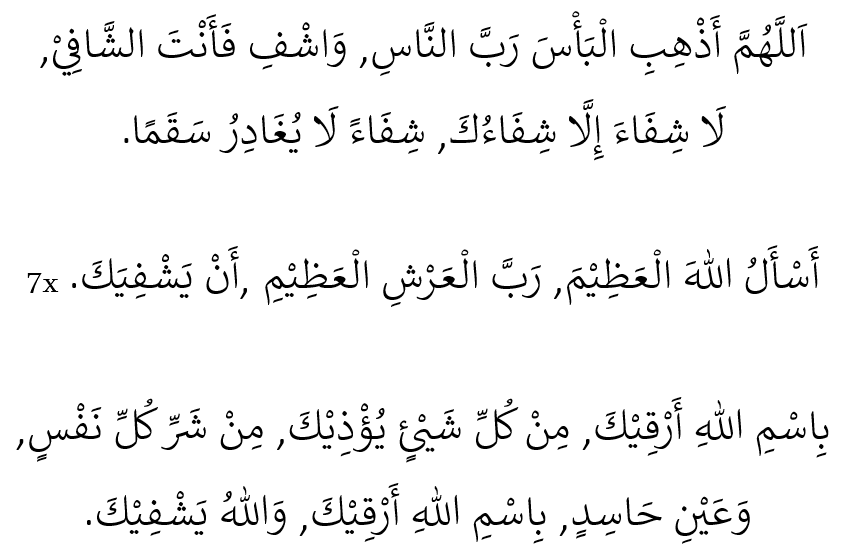 اَللَّهُمَّ أَذْهِبِ الْبَأْسَ رَبَّ النَّاسِ, وَاشْفِ فَأَنْتَ الشَّافِيْ,
لَا شِفَاءَ إِلَّا شِفَاءُكَ, شِفَاءً لَا يُغَادِرُ سَقَمًا.
أَسْأَلُ اللهَ الْعَظِيْمَ, رَبَّ الْعَرْشِ الْعَظِيْمِ ,أَنْ يَشْفِيَكَ. 7x
بِاسْمِ اللهِ أَرْقِيْكَ, مِنْ كُلِّ شَيْئٍ يُؤْذِيْكَ, مِنْ شَرِّ كُلِّ نَفْسٍ,
وَعَيْنِ حَاسِدٍ, بِاسْمِ اللهِ أَرْقِيْكَ, وَاللهُ يَشْفِيْكَ.